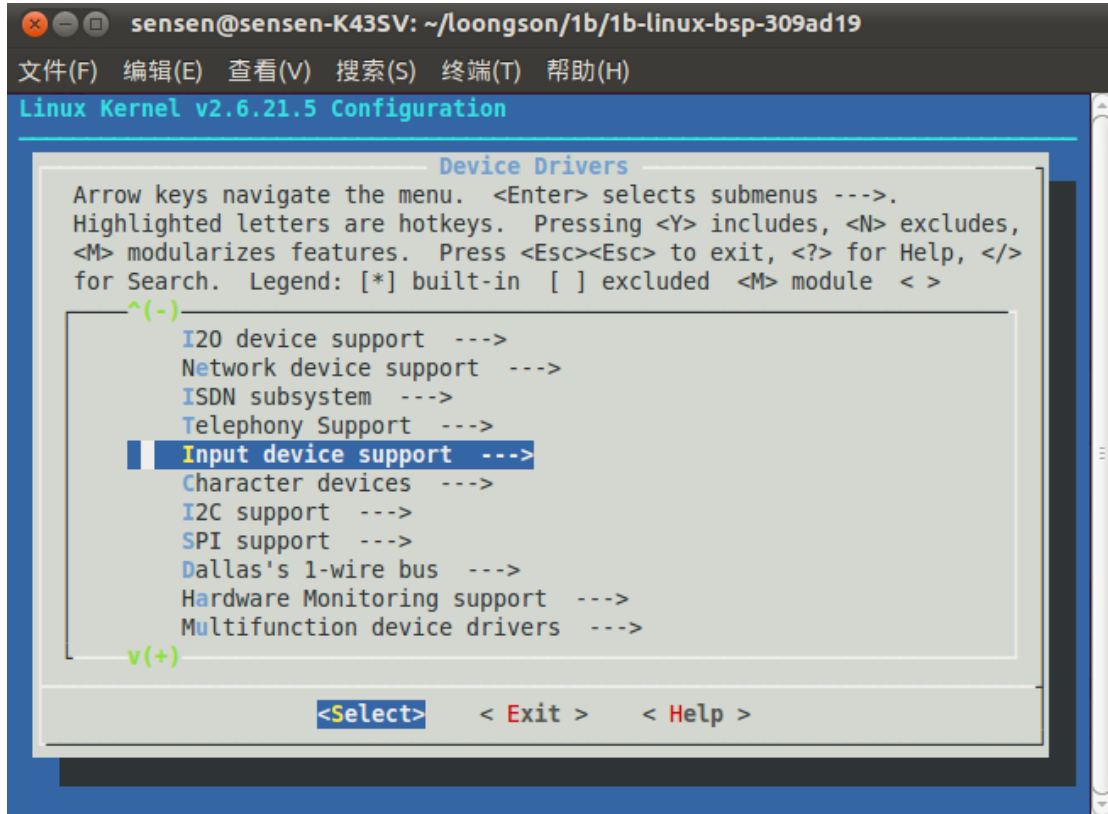 sensen@sensen-K43SV: ~/loongson/1b/1b-linux-bsp-309ad19
文件(F) 编辑(E) 查看(V) 搜索(S) 终端(T) 帮助(H)
Linux Kernel v2.6.21.5 Configuration
Device Drivers
Arrow keys navigate the menu.  <Enter> selects submenus --->.
Highlighted letters are hotkeys.  Pressing <Y> includes, <N> excludes,
<M> modularizes features.  Press <Esc><Esc> to exit, <?> for Help, </>
for Search.  Legend: [*] built-in  [ ] excluded  <M> module  < >
^(-)
I2O device support  --->
Network device support  --->
ISDN subsystem  --->
Telephony Support  --->
Input device support  --->
Character devices  --->
I2C support  --->
SPI support  --->
Dallas's 1-wire bus  --->
Hardware Monitoring support  --->
Multifunction device drivers  --->
v(+)
<Select>    < Exit >    < Help >